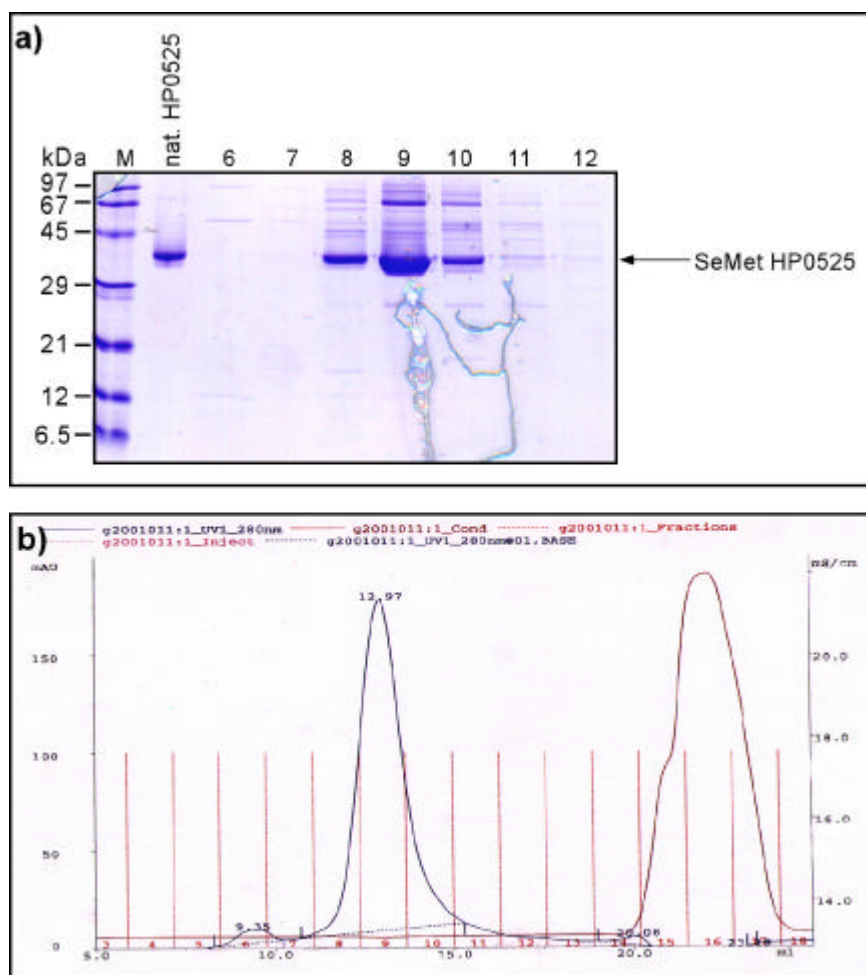 a)
nat. HP0525
kDa M 6 7 8 9 10 11 12
97
67
45
SeMet HP0525
29
21
12
6.5
b)
g2001011:1_UV1_280nm g2001011:1_Cond g2001011:1_Fractions
g2001011:1_Inject g2001011:1_UV1_280nm@01,BASE
mAU mS/cm
12.97
150 20.0
18.0
100
16.0
50
14.0
9.35
0 3 4 5 6 7 8 9 10 11 12 13 14 15 16 18
5.0 10.0 15.0 20.0 ml